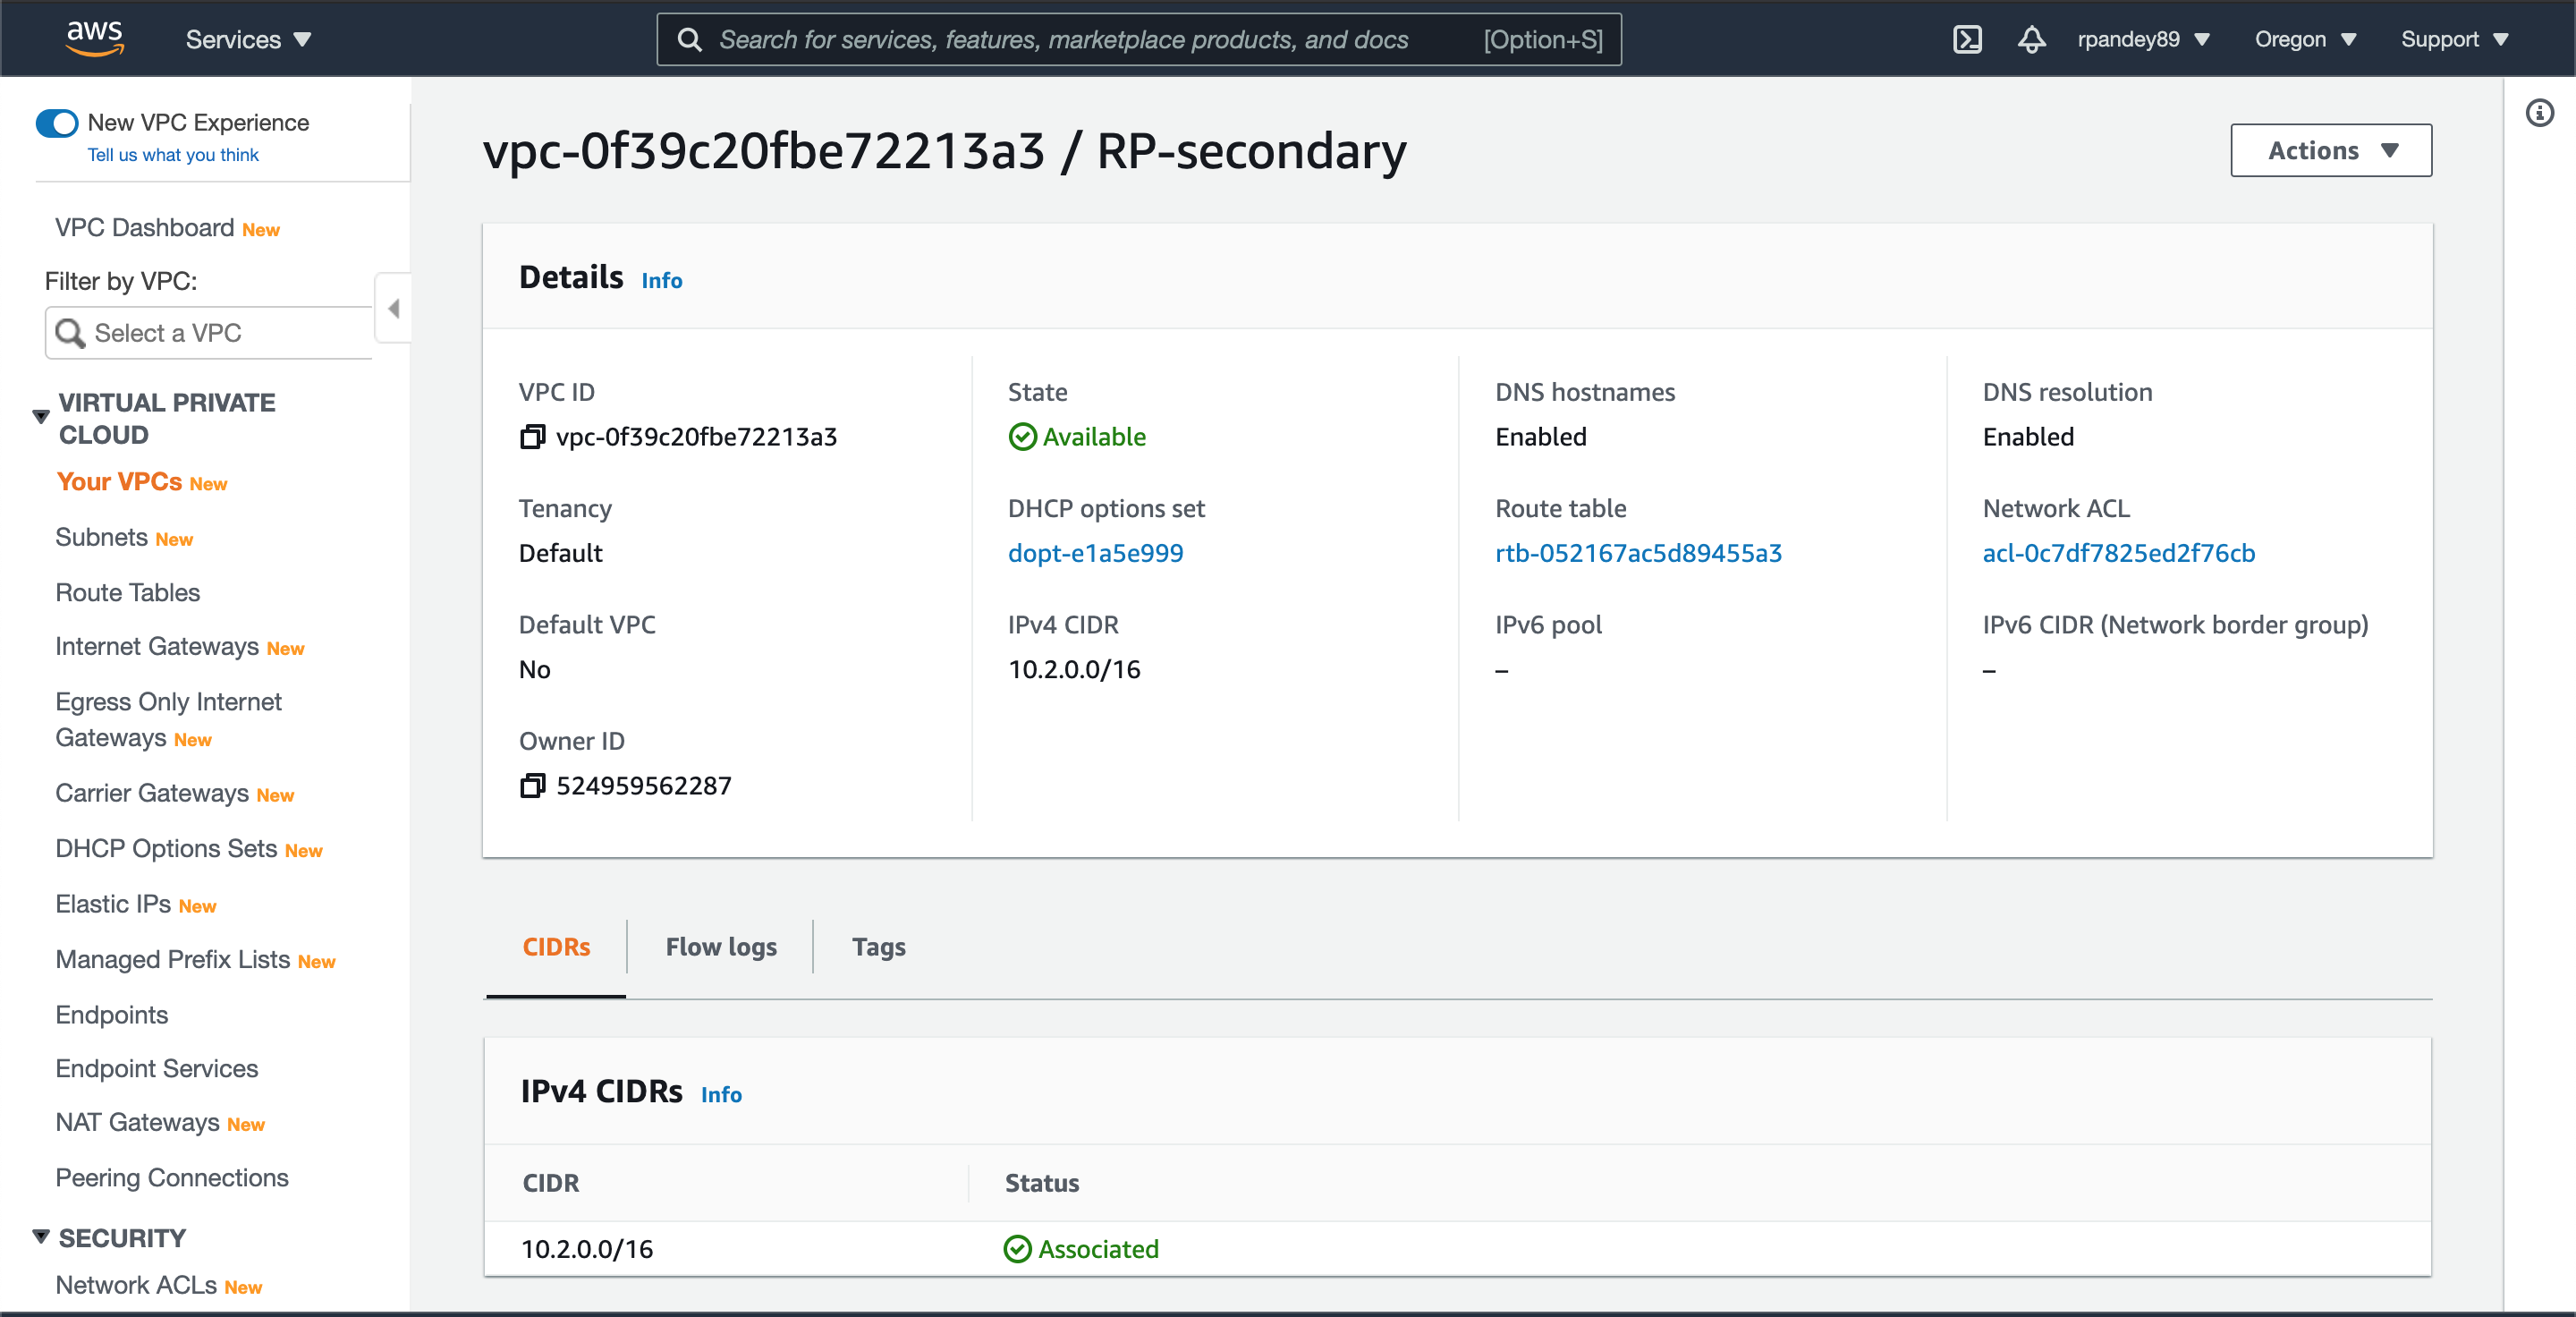 aws
Services
Search for services, features, marketplace products, and docs [Option+S]
rpandey89
Oregon
Support
New VPC Experience
Tell us what you think
VPC Dashboard New
Filter by VPC:
Select a VPC
VIRTUAL PRIVATE
CLOUD
Your VPCs New
Subnets New
Route Tables
Internet Gateways New
Egress Only Internet
Gateways New
Carrier Gateways New
DHCP Options Sets New
Elastic IPs New
Managed Prefix Lists New
Endpoints
Endpoint Services
NAT Gateways New
Peering Connections
SECURITY
Network ACLs New
vpc-0f39c20fbe72213a3 / RP-secondary
Actions
Details Info
VPC ID
vpc-0f39c20fbe72213a3
State
Available
DNS hostnames
Enabled
DNS resolution
Enabled
Tenancy
Default
DHCP options set
dopt-e1a5e999
Route table
rtb-052167ac5d89455a3
Network ACL
acl-0c7df7825ed2f76cb
Default VPC
No
IPv4 CIDR
10.2.0.0/16
IPv6 pool
–
IPv6 CIDR (Network border group)
–
Owner ID
524959562287
CIDRs
Flow logs
Tags
IPv4 CIDRs Info
CIDR Status
10.2.0.0/16 Associated